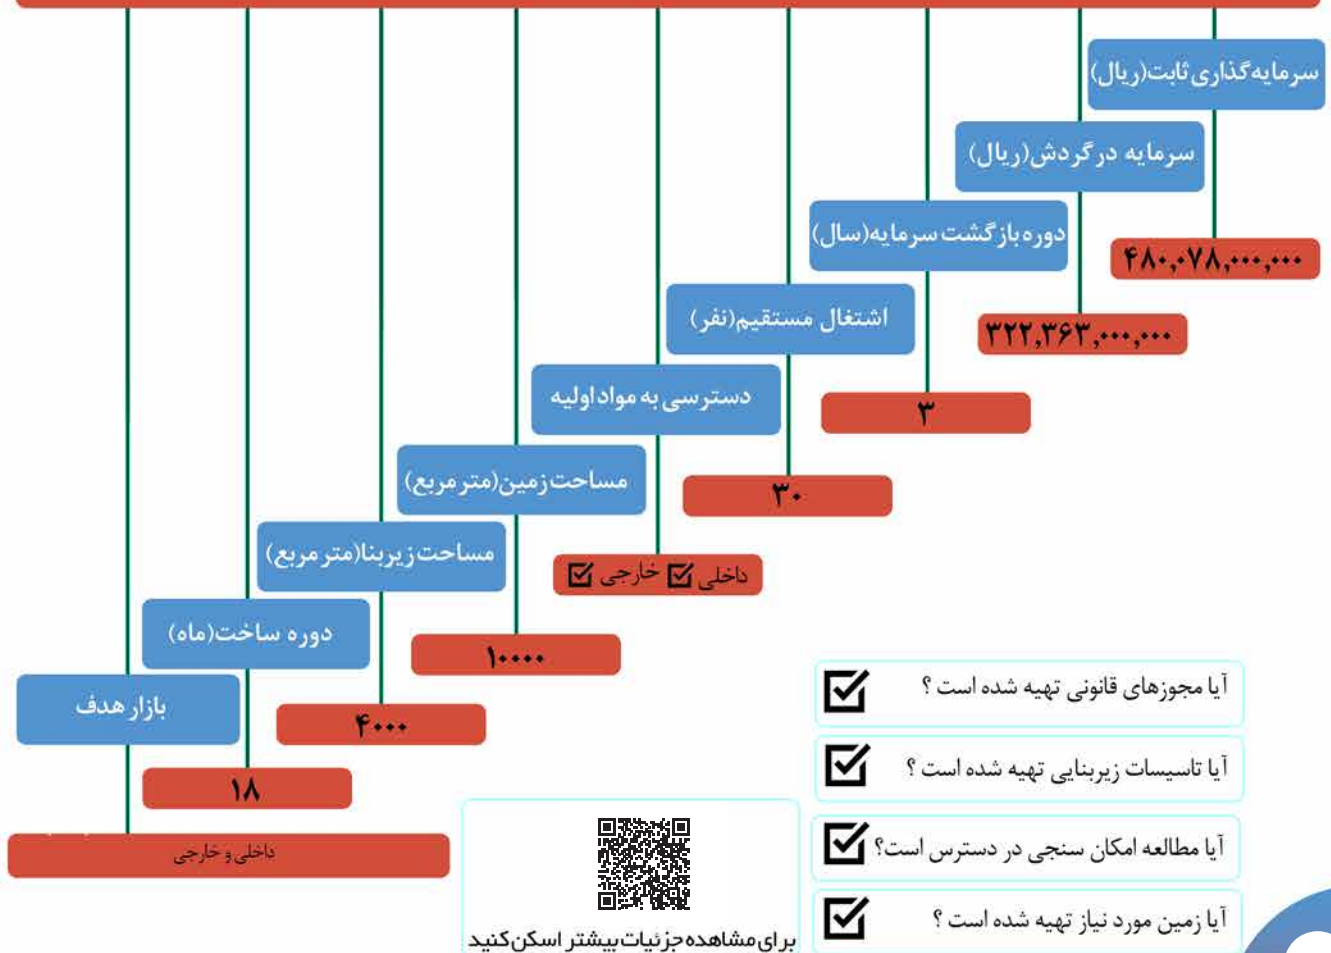 سرمایه‌گذاری ثابت(ریال)
۴۸۰,۰۷۸,۰۰۰,۰۰۰
سرمایه در گردش(ریال)
۳۲۲,۳۶۳,۰۰۰,۰۰۰
دوره بازگشت سرمایه(سال)
۳
اشتغال مستقیم(نفر)
۳۰
دسترسی به مواد اولیه
داخلی ☑ خارجی ☑
مساحت زمین(متر مربع)
۱۰۰۰۰
مساحت زیربنا(متر مربع)
۴۰۰۰
دوره ساخت(ماه)
۱۸
بازار هدف
داخلی و خارجی
آیا مجوزهای قانونی تهیه شده است ؟ ☑
آیا تاسیسات زیربنایی تهیه شده است ؟ ☑
آیا مطالعه امکان سنجی در دسترس است؟ ☑
آیا زمین مورد نیاز تهیه شده است ؟ ☑
برای مشاهده جزئیات بیشتر اسکن کنید